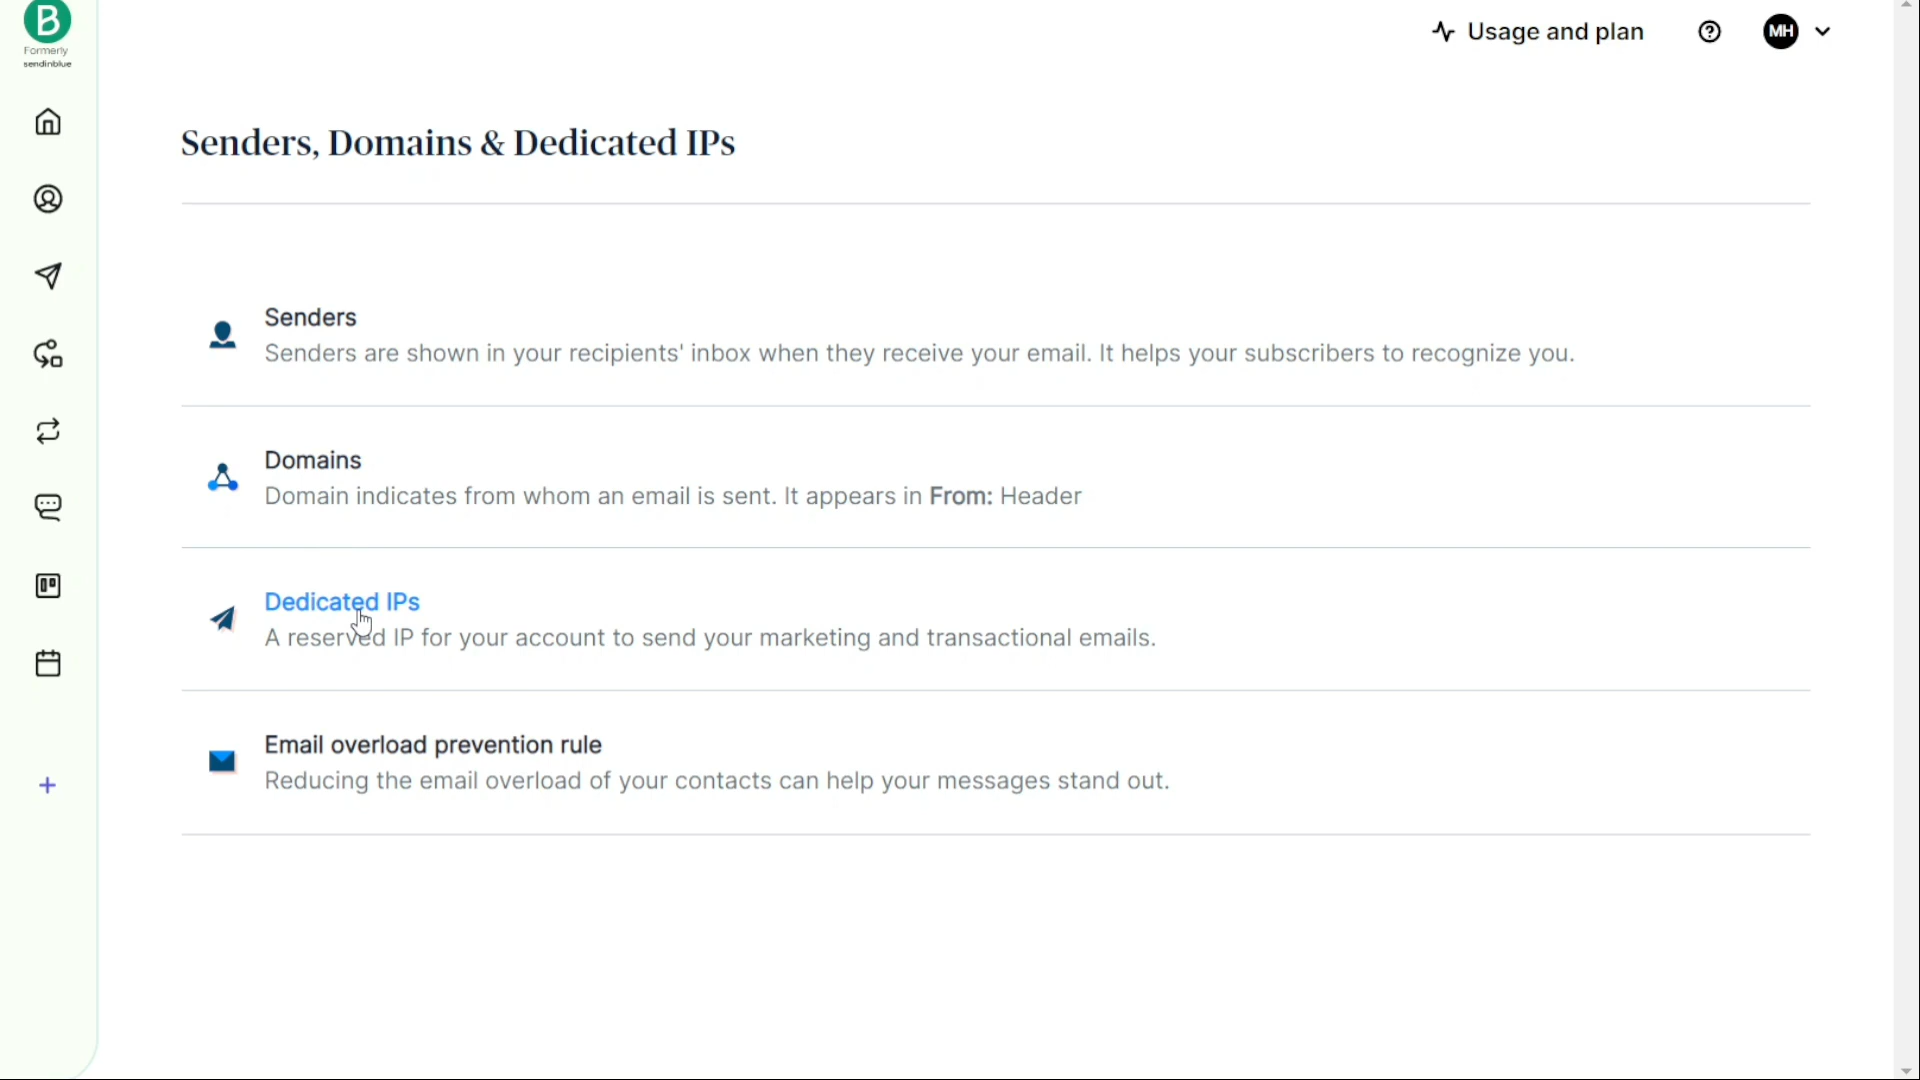 B
Formerly
sendinblue
Usage and plan
MH
Senders, Domains & Dedicated IPs
Senders
Senders are shown in your recipients' inbox when they receive your email. It helps your subscribers to recognize you.
Domains
Domain indicates from whom an email is sent. It appears in From: Header
Dedicated IPs
A reserved IP for your account to send your marketing and transactional emails.
Email overload prevention rule
Reducing the email overload of your contacts can help your messages stand out.